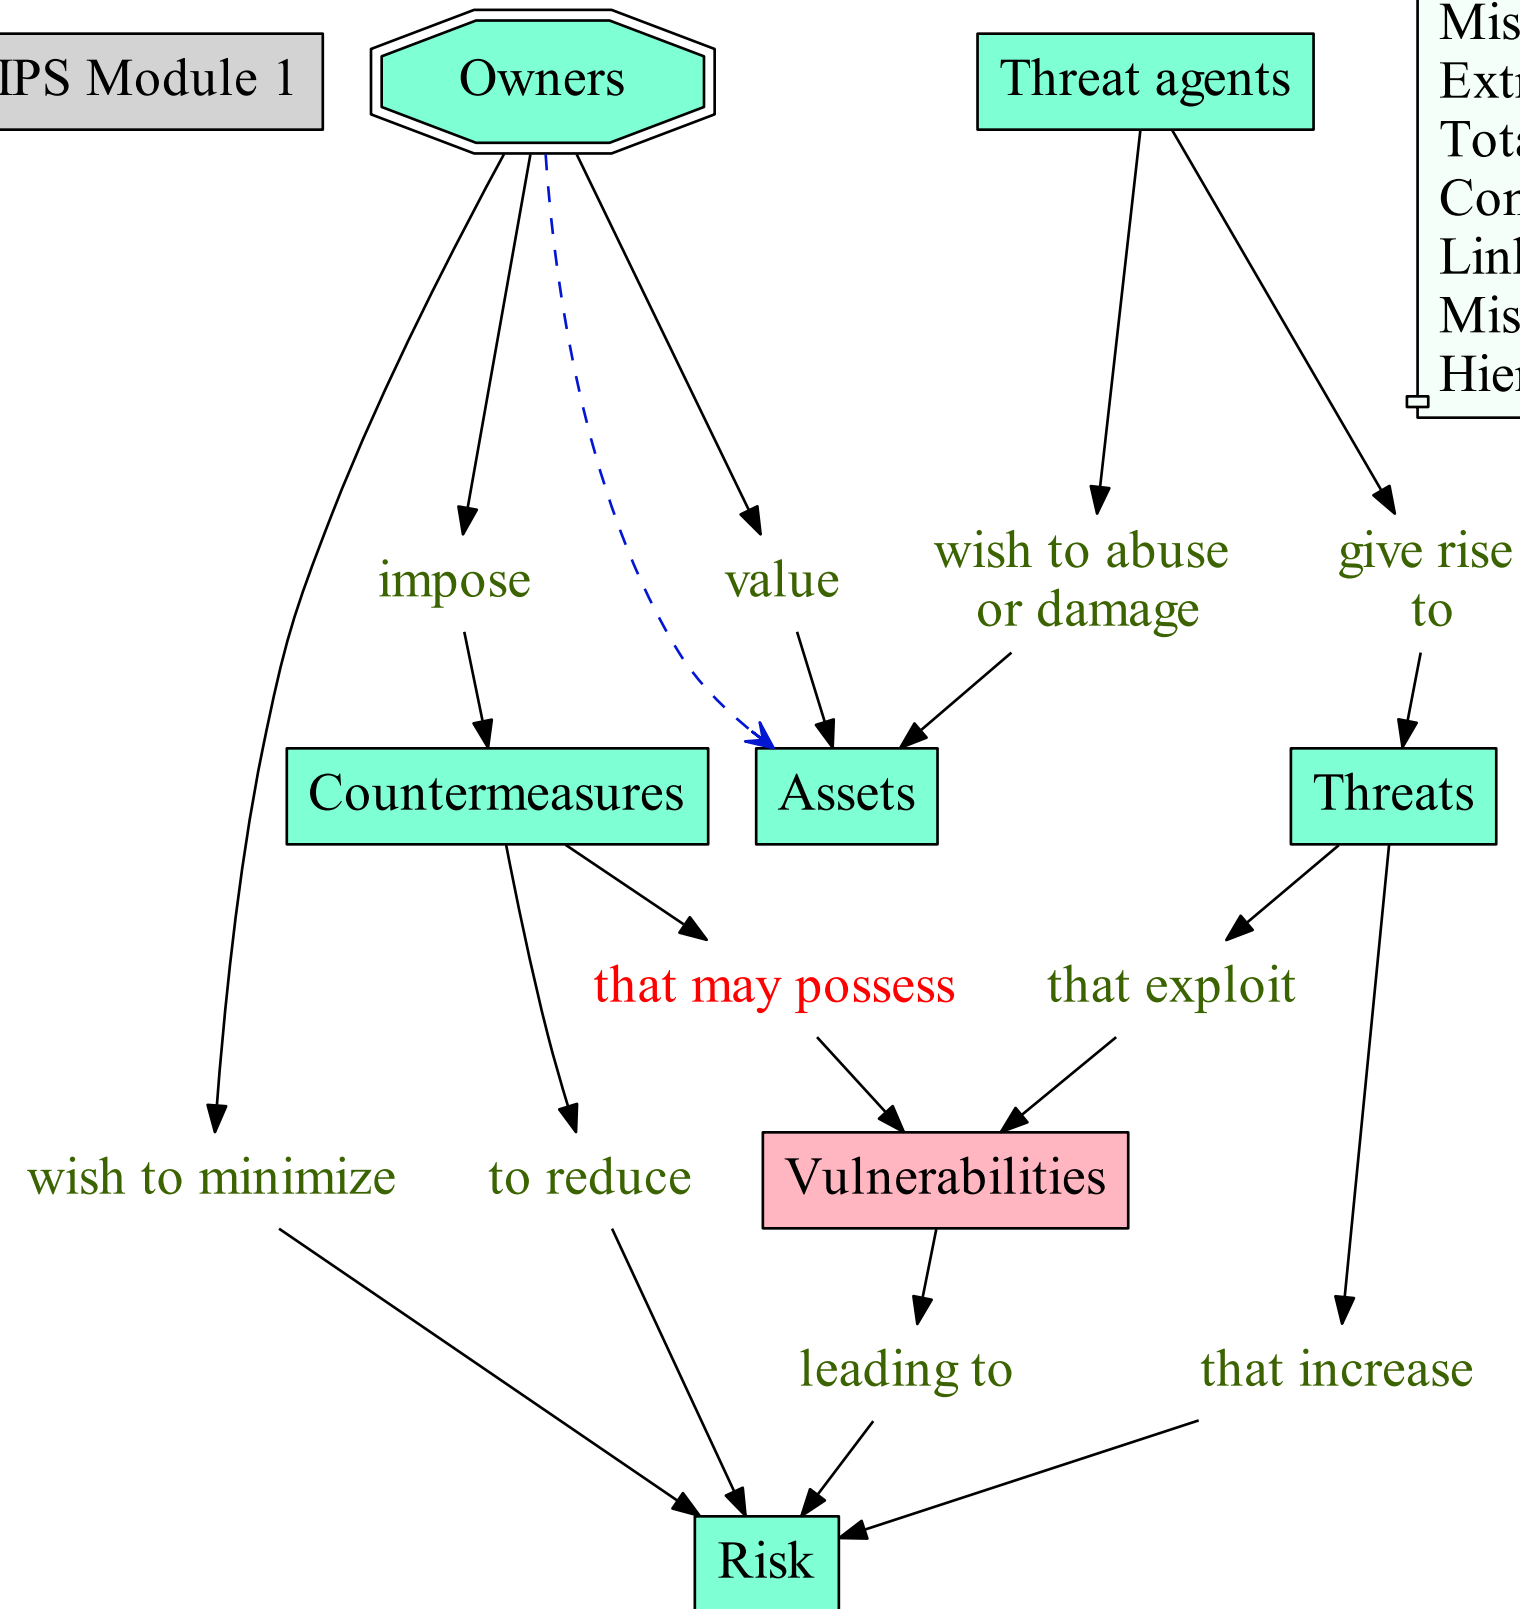 IPS Module 1
Owners
Threat agents
impose
value
wish to abuse
or damage
give rise
to
Countermeasures
Assets
Threats
that may possess
that exploit
wish to minimize
to reduce
Vulnerabilities
leading to
that increase
Risk